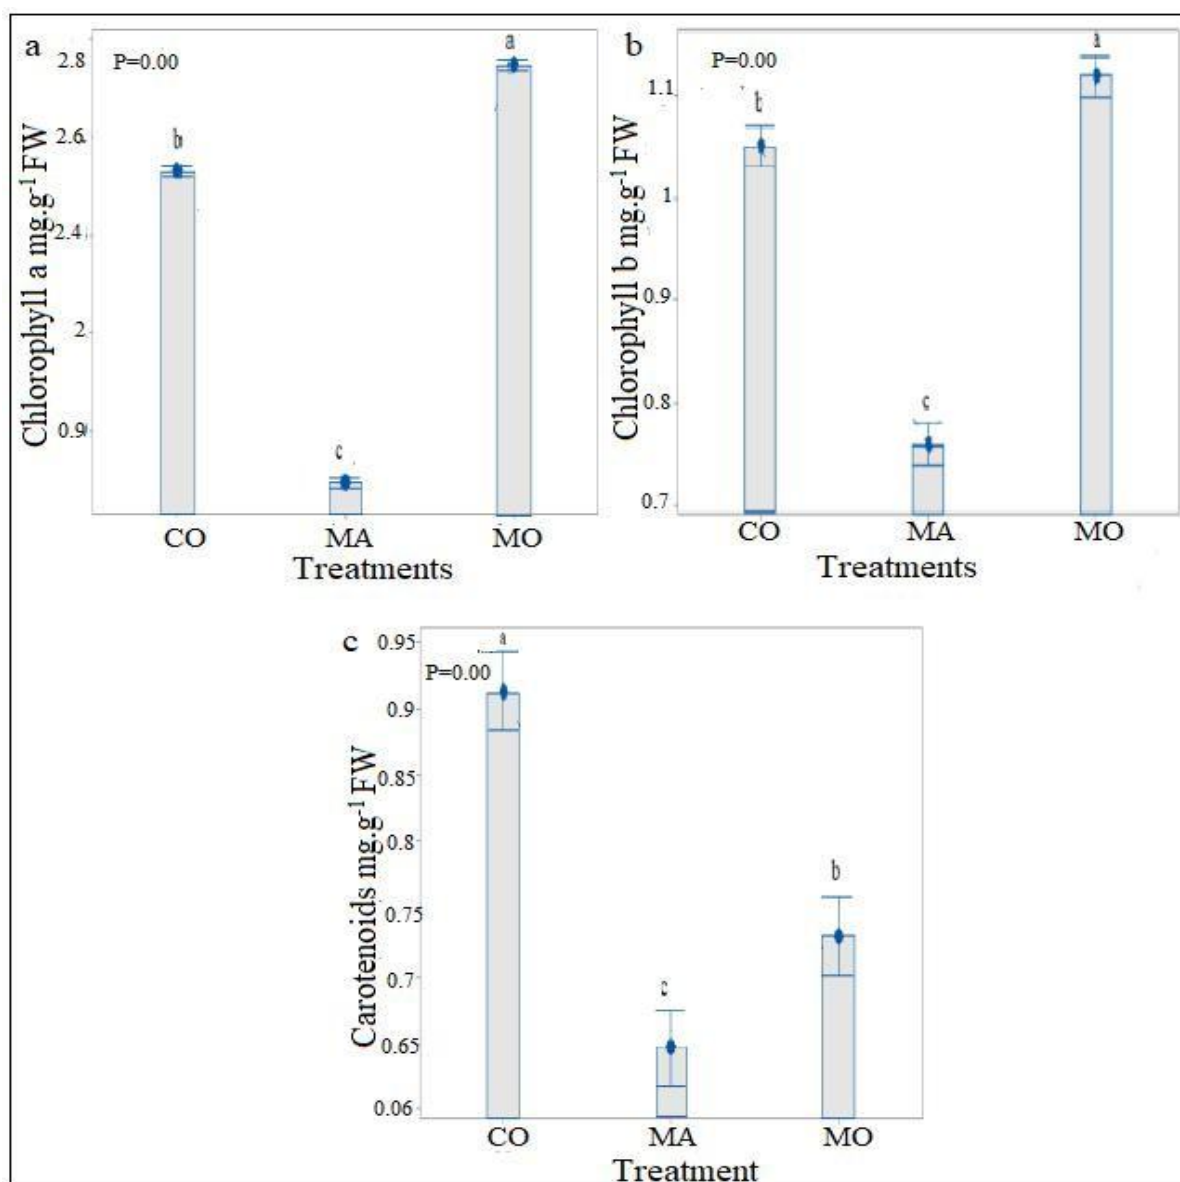 a
P=0.00
Chlorophyll a mg.g-1 FW
2.8
2.6
2.4
2
0.9
b
c
a
CO MA MO
Treatments
b
P=0.00
Chlorophyll b mg.g-1 FW
1.1
1
0.9
0.8
0.7
b
c
a
CO MA MO
Treatments
c
P=0.00
Carotenoids mg.g-1 FW
0.95
0.9
0.85
0.8
0.75
0.7
0.65
0.06
a
c
b
CO MA MO
Treatment